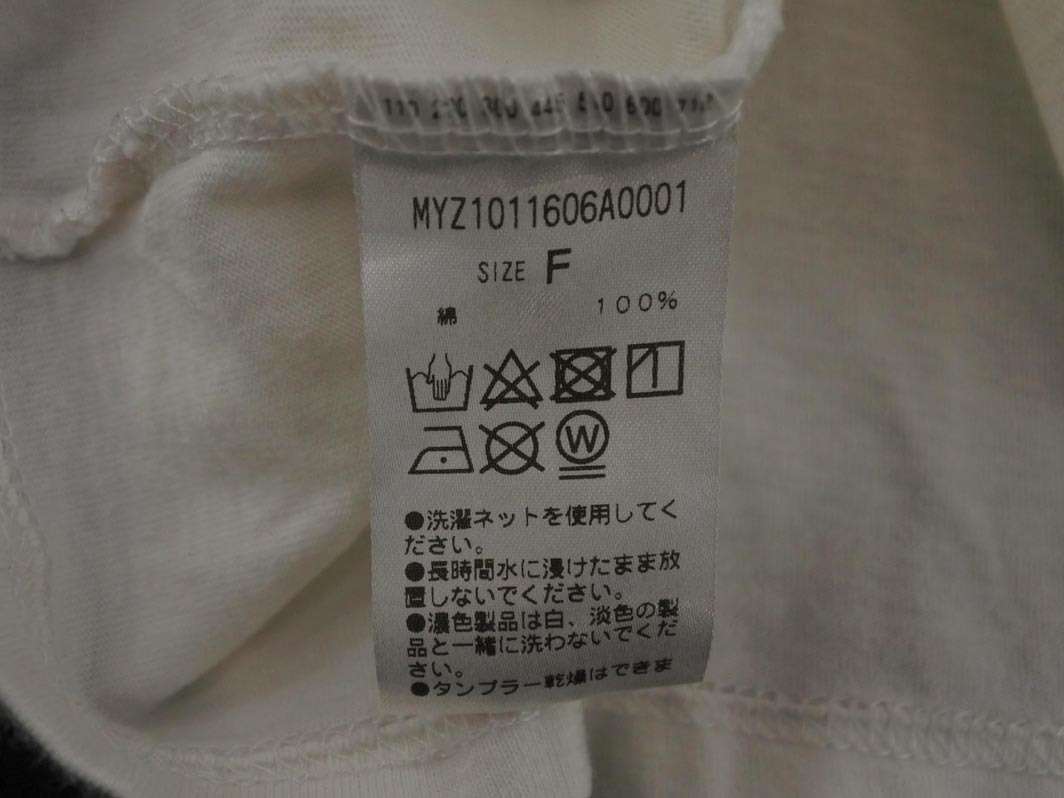 110 300 600
MYZ1011606A0001
SIZE F
綿 100%
W
●洗濯ネットを使用してく
ださい。
●長時間水に浸けたまま放
置しないでください。
●濃色製品は白、淡色の製
品と一緒に洗わないでくだ
さい。
●タンブラー乾燥はできま